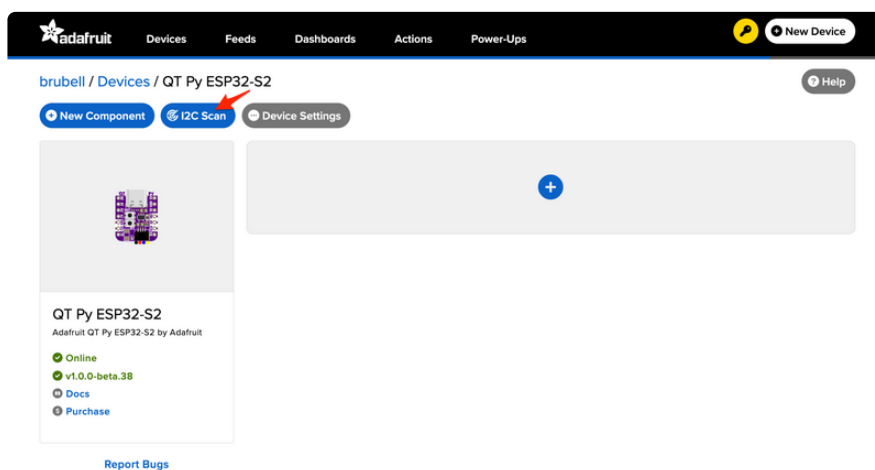 adafruit Devices Feeds Dashboards Actions Power-Ups New Device
brubell / Devices / QT Py ESP32-S2 Help
New Component I2C Scan Device Settings
QT Py ESP32-S2
Adafruit QT Py ESP32-S2 by Adafruit
Online
v1.0.0-beta.38
Docs
Purchase
Report Bugs